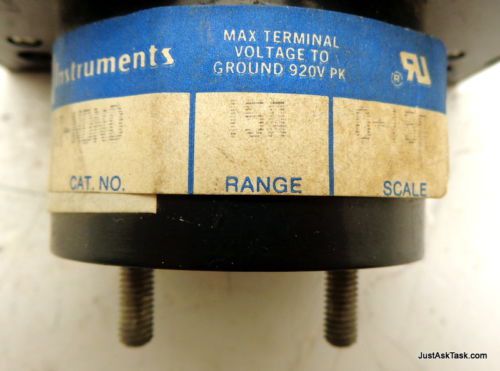 Instruments
MAX TERMINAL
VOLTAGE TO
GROUND 920V PK
CAT. NO.
RANGE
SCALE
JustAskTask.com